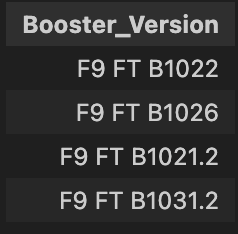 Booster_Version
F9 FT B1022
F9 FT B1026
F9 FT B1021.2
F9 FT B1031.2